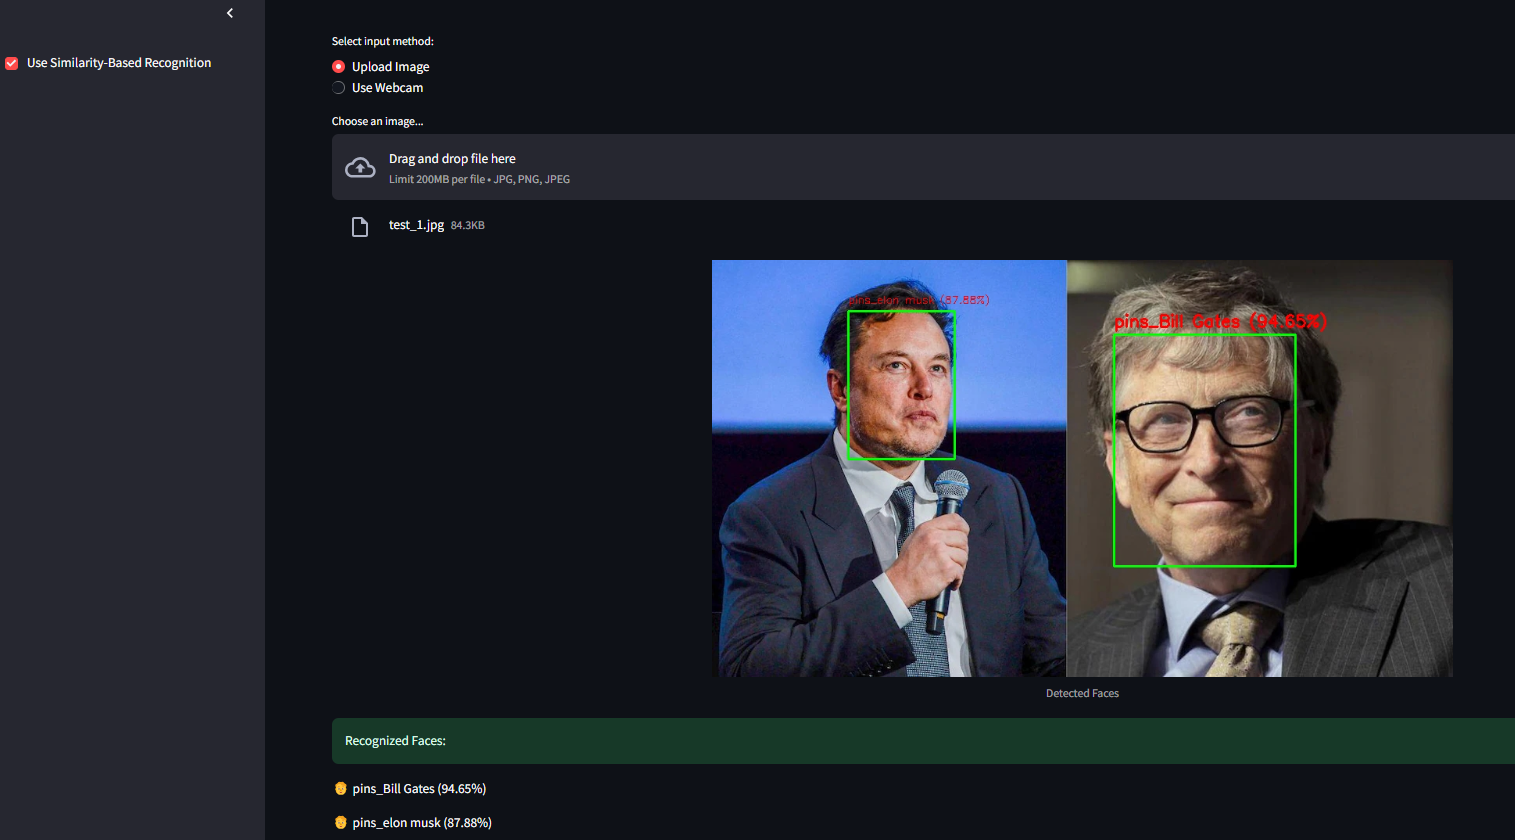 Use Similarity-Based Recognition
Select input method:
Upload Image
Use Webcam
Choose an image...
Drag and drop file here
Limit 200MB per file • JPG, PNG, JPEG
test_1.jpg 84.3KB
pins_elon musk (87.88%)
pins_Bill Gates (94.65%)
Detected Faces
Recognized Faces:
pins_Bill Gates (94.65%)
pins_elon musk (87.88%)